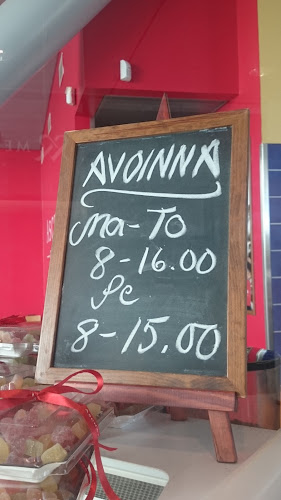 AVOINNA
Ma - To
8 - 16.00
Pe
8 - 15.00